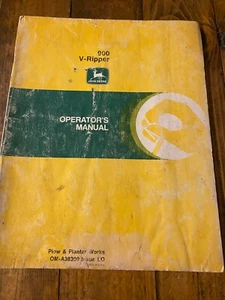 900
V-Ripper
JOHN DEERE
OPERATOR'S
MANUAL
Plow & Planter Works